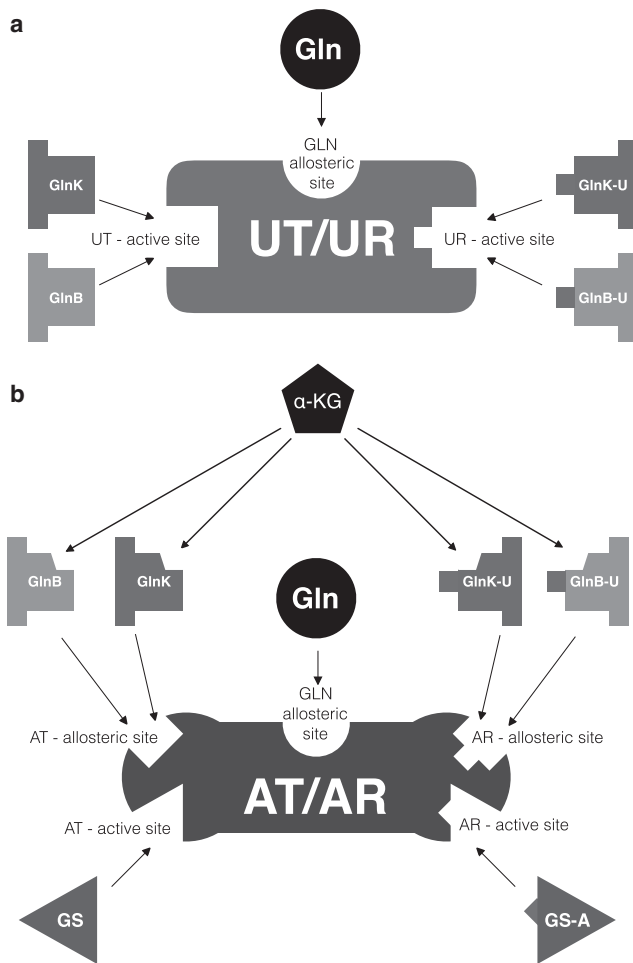 a
Gln
GLN
allosteric
site
GlnK
GlnK-U
UT - active site
UT/UR
UR - active site
GlnB
GlnB-U
b
α-KG
GlnB
GlnK
Gln
GlnK-U
GlnB-U
GLN
allosteric
site
AT - allosteric site
AR - allosteric site
AT/AR
AT - active site
AR - active site
GS
GS-A